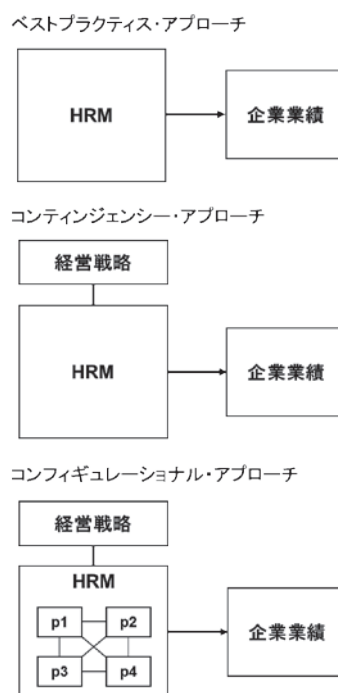 ベストプラクティス・アプローチ
HRM
企業業績
コンティンジェンシー・アプローチ
経営戦略
HRM
企業業績
コンフィギュレーショナル・アプローチ
経営戦略
HRM
p1
p2
企業業績
p3
p4